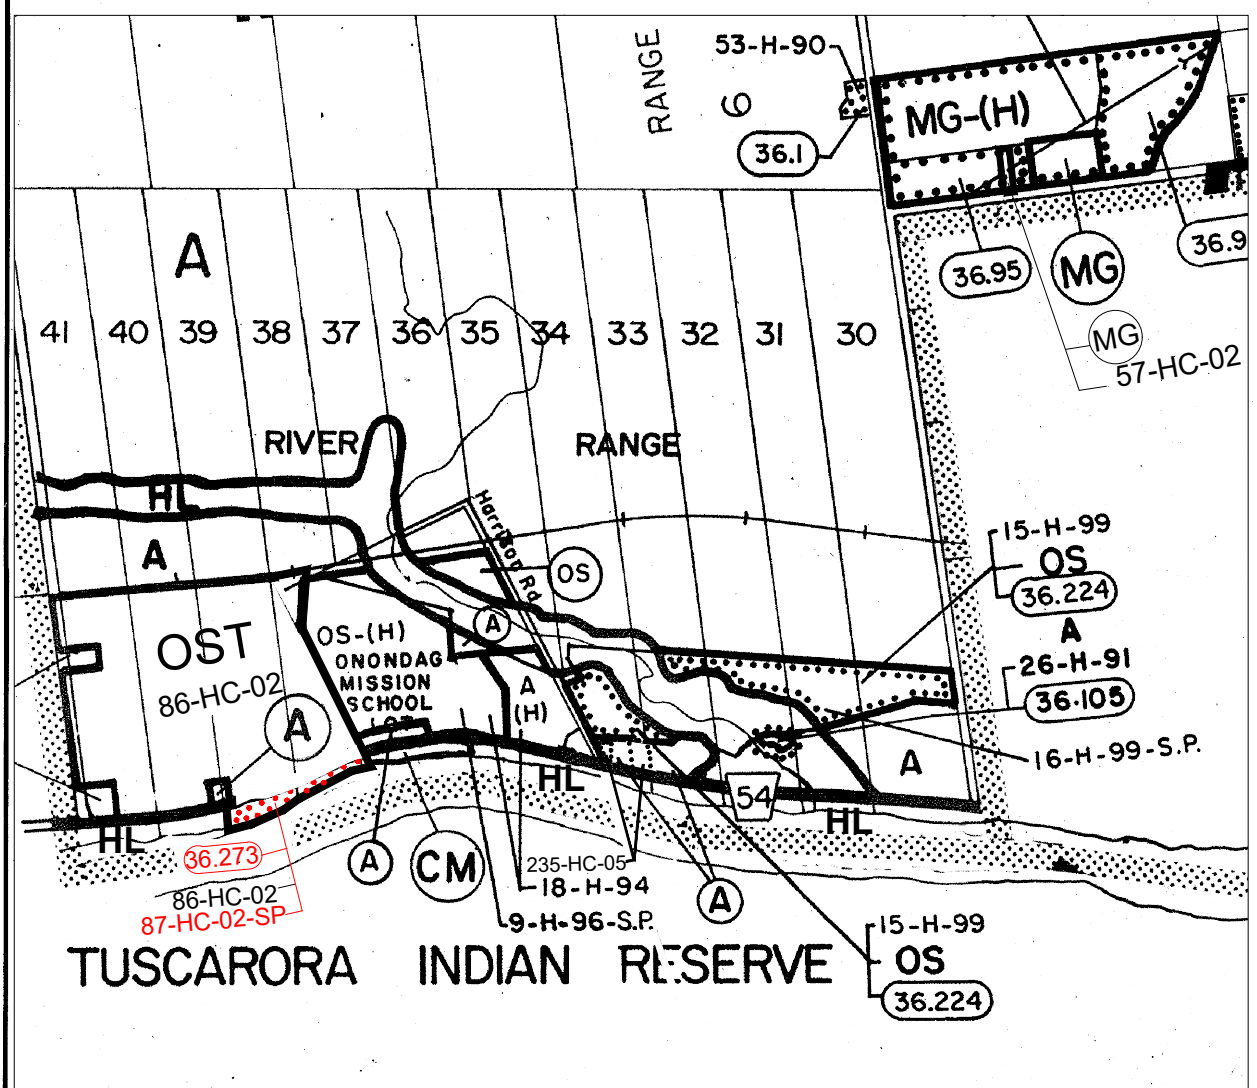 RANGE
6
53-H-90
36.1
MG-(H)
36.95
MG
36.9
MG
57-HC-02
A
41 40 39 38 37 36 35 34 33 32 31 30
RIVER RANGE
HL
A
Harrison Rd
OS
15-H-99
OS
36.224
A
26-H-91
36.105
16-H-99-S.P.
OST
86-HC-02
A
OS-(H)
ONONDAG
MISSION
SCHOOL
LOT
A
A
(H)
A
HL
54
HL
HL
36.273
86-HC-02
87-HC-02-SP
A
CM
235-HC-05
18-H-94
9-H-96-S.P.
A
15-H-99
OS
36.224
TUSCARORA INDIAN RESERVE